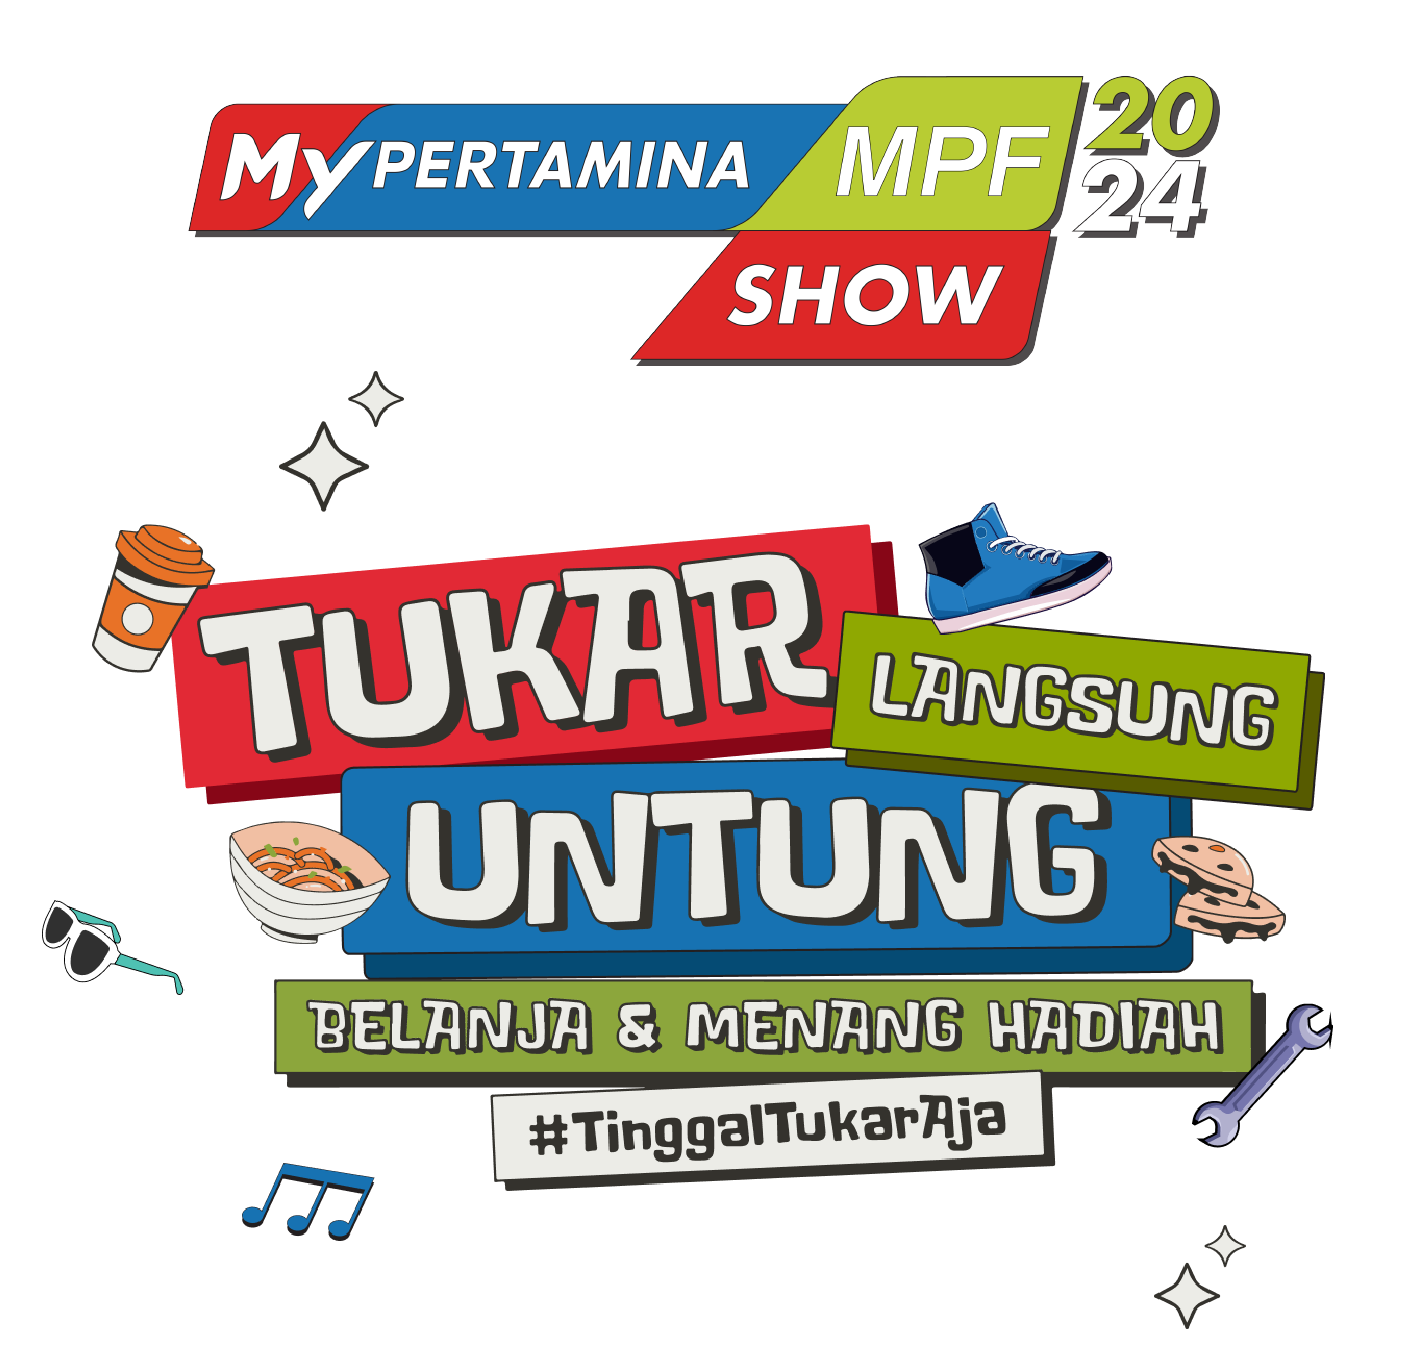 MyPERTAMINA MPF 2024
SHOW
TUKAR
LANGSUNG
UNTUNG
BELANJA & MENANG HADIAH
#TinggalTukarAja